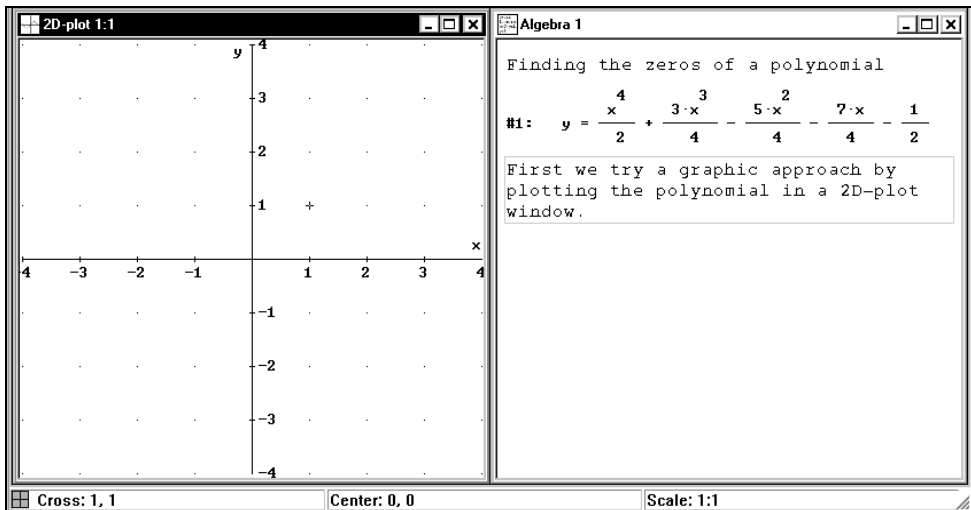 2D-plot 1:1
y
4
3
2
1
x
-4 -3 -2 -1 1 2 3 4
-1
-2
-3
-4
Algebra 1
Finding the zeros of a polynomial
#1: y = x^4/2 + 3·x^3/4 - 5·x^2/4 - 7·x/4 - 1/2
First we try a graphic approach by
plotting the polynomial in a 2D-plot
window.
Cross: 1, 1 Center: 0, 0 Scale: 1:1